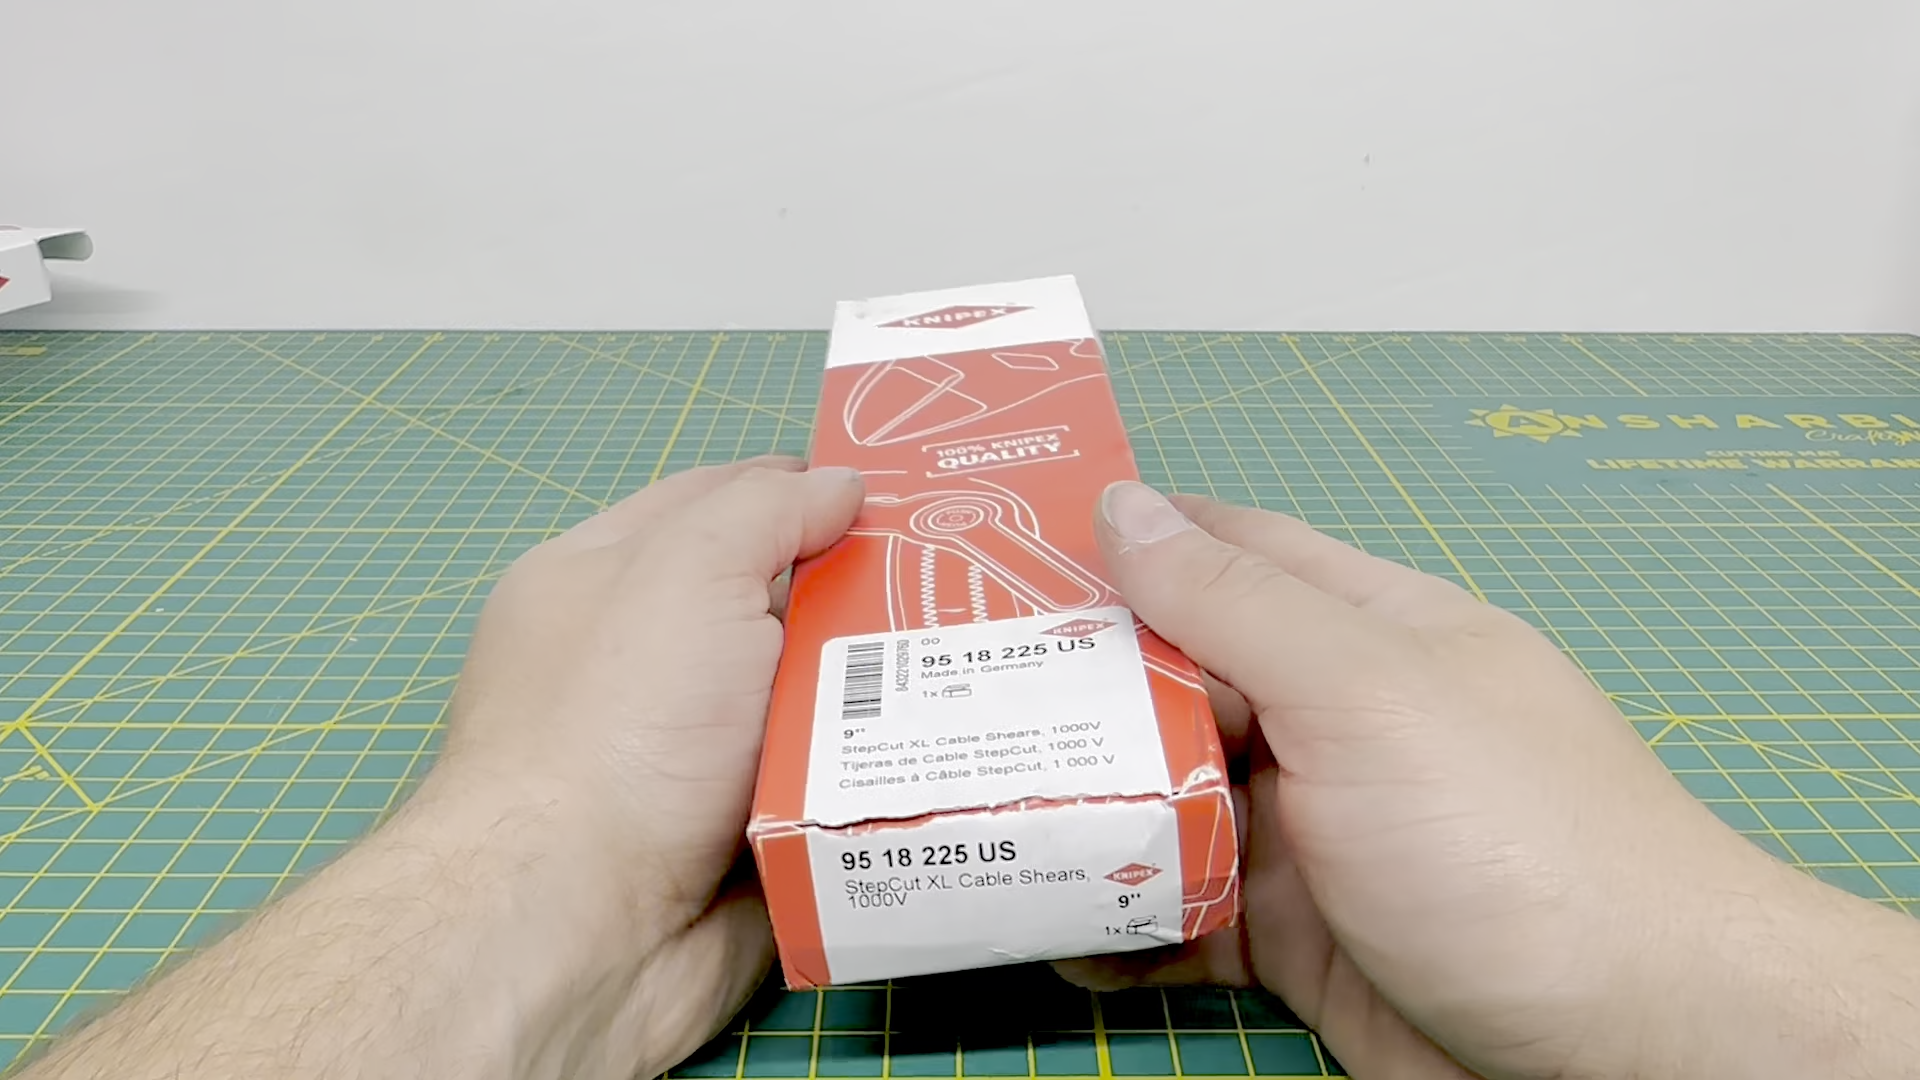 KNIPEX
100% KNIPEX
QUALITY
KNIPEX
00
95 18 225 US
Made in Germany
1x
9"
StepCut XL Cable Shears, 1000V
Tijeras de Cable StepCut, 1000 V
Cisailles à Câble StepCut, 1 000 V
95 18 225 US
StepCut XL Cable Shears,
1000V
KNIPEX
9"
1x
ANSHARBI
Crafty
CUTTING MAT
LIFETIME WARRAN